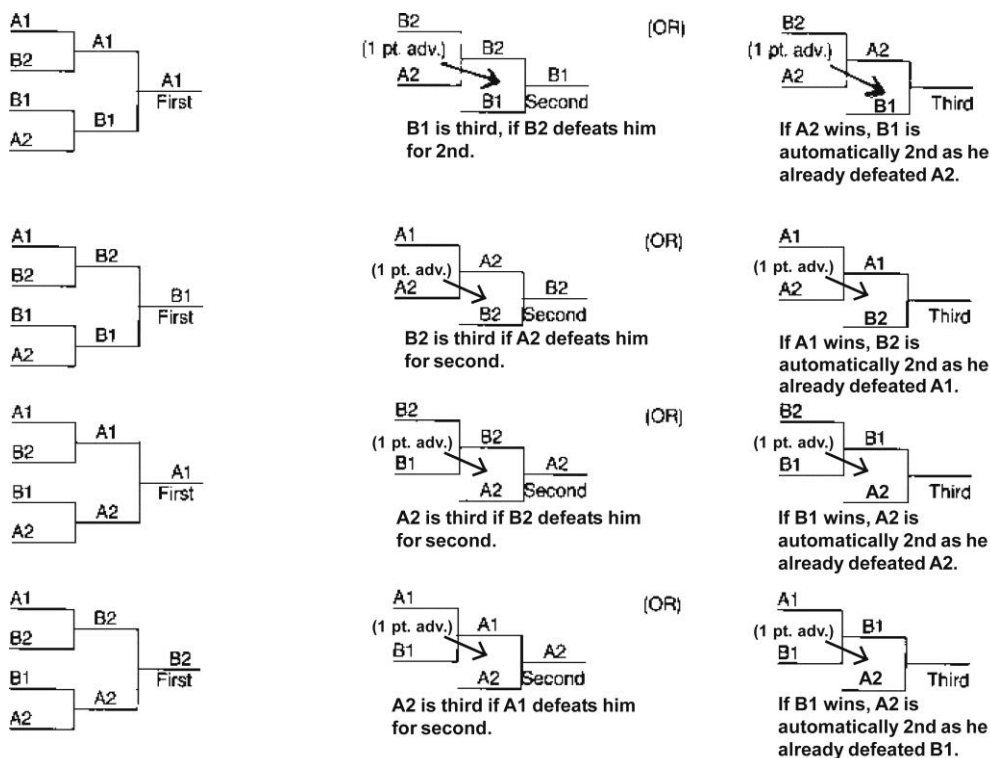 A1
A1
B2
A1
First
B1
B1
A2
B2
(1 pt. adv.)
B2
A2
B1
B1
Second
B1 is third, if B2 defeats him
for 2nd.
(OR)
B2
(1 pt. adv.)
A2
A2
B1
Third
If A2 wins, B1 is
automatically 2nd as he
already defeated A2.
A1
B2
B2
B1
First
B1
B1
A2
A1
A2
(1 pt. adv.)
A2
B2
B2
Second
B2 is third if A2 defeats him
for second.
(OR)
A1
(1 pt. adv.)
A1
A2
B2
Third
If A1 wins, B2 is
automatically 2nd as he
already defeated A1.
A1
A1
B2
A1
First
B1
A2
A2
B2
B2
(1 pt. adv.)
B1
A2
A2
Second
A2 is third if B2 defeats him
for second.
(OR)
B2
B1
(1 pt. adv.)
B1
A2
Third
If B1 wins, A2 is
automatically 2nd as he
already defeated A2.
A1
B2
B2
B2
First
B1
A2
A2
A1
(1 pt. adv.)
A1
B1
A2
A2
Second
A2 is third if A1 defeats him
for second.
(OR)
A1
(1 pt. adv.)
B1
B1
A2
Third
If B1 wins, A2 is
automatically 2nd as he
already defeated B1.